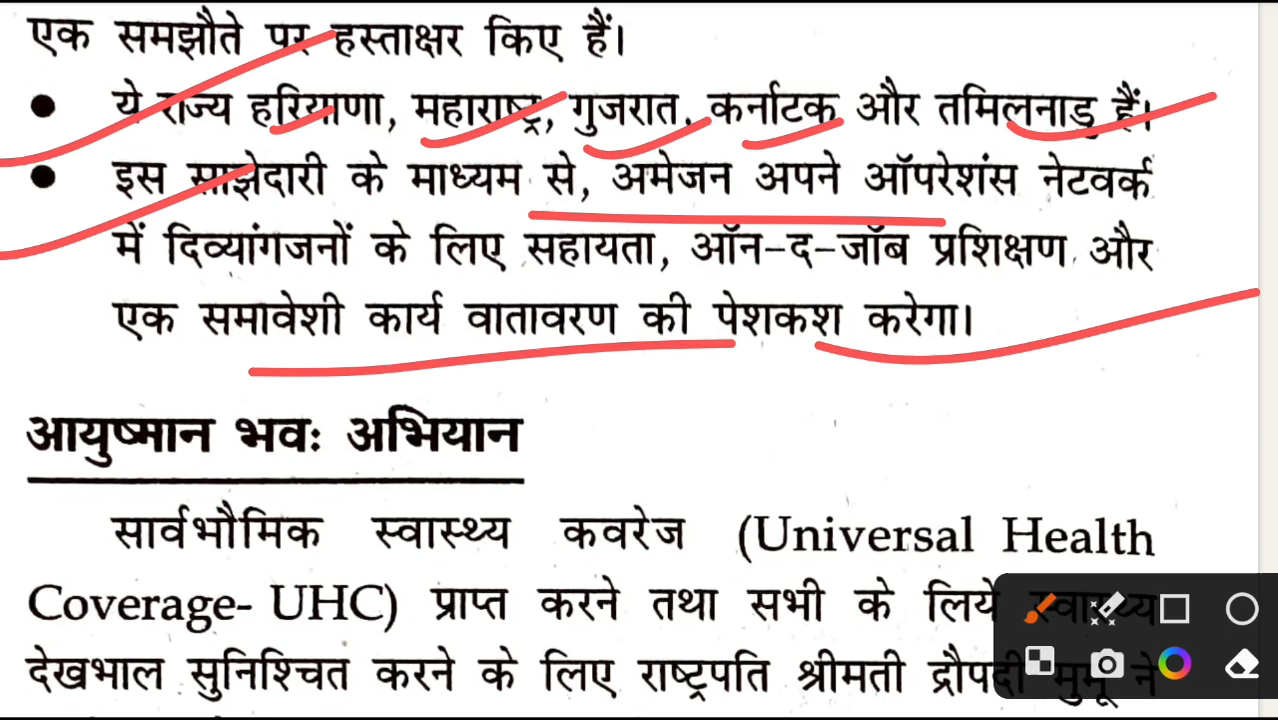 एक समझौते पर हस्ताक्षर किए हैं।
● ये राज्य हरियाणा, महाराष्ट्र, गुजरात, कर्नाटक और तमिलनाडु हैं।
● इस साझेदारी के माध्यम से, अमेजन अपने ऑपरेशंस नेटवर्क
में दिव्यांगजनों के लिए सहायता, ऑन-द-जॉब प्रशिक्षण और
एक समावेशी कार्य वातावरण की पेशकश करेगा।
आयुष्मान भवः अभियान
सार्वभौमिक स्वास्थ्य कवरेज (Universal Health
Coverage- UHC) प्राप्त करने तथा सभी के लिये स्वास्थ्य
देखभाल सुनिश्चित करने के लिए राष्ट्रपति श्रीमती द्रौपदी मुर्मू ने